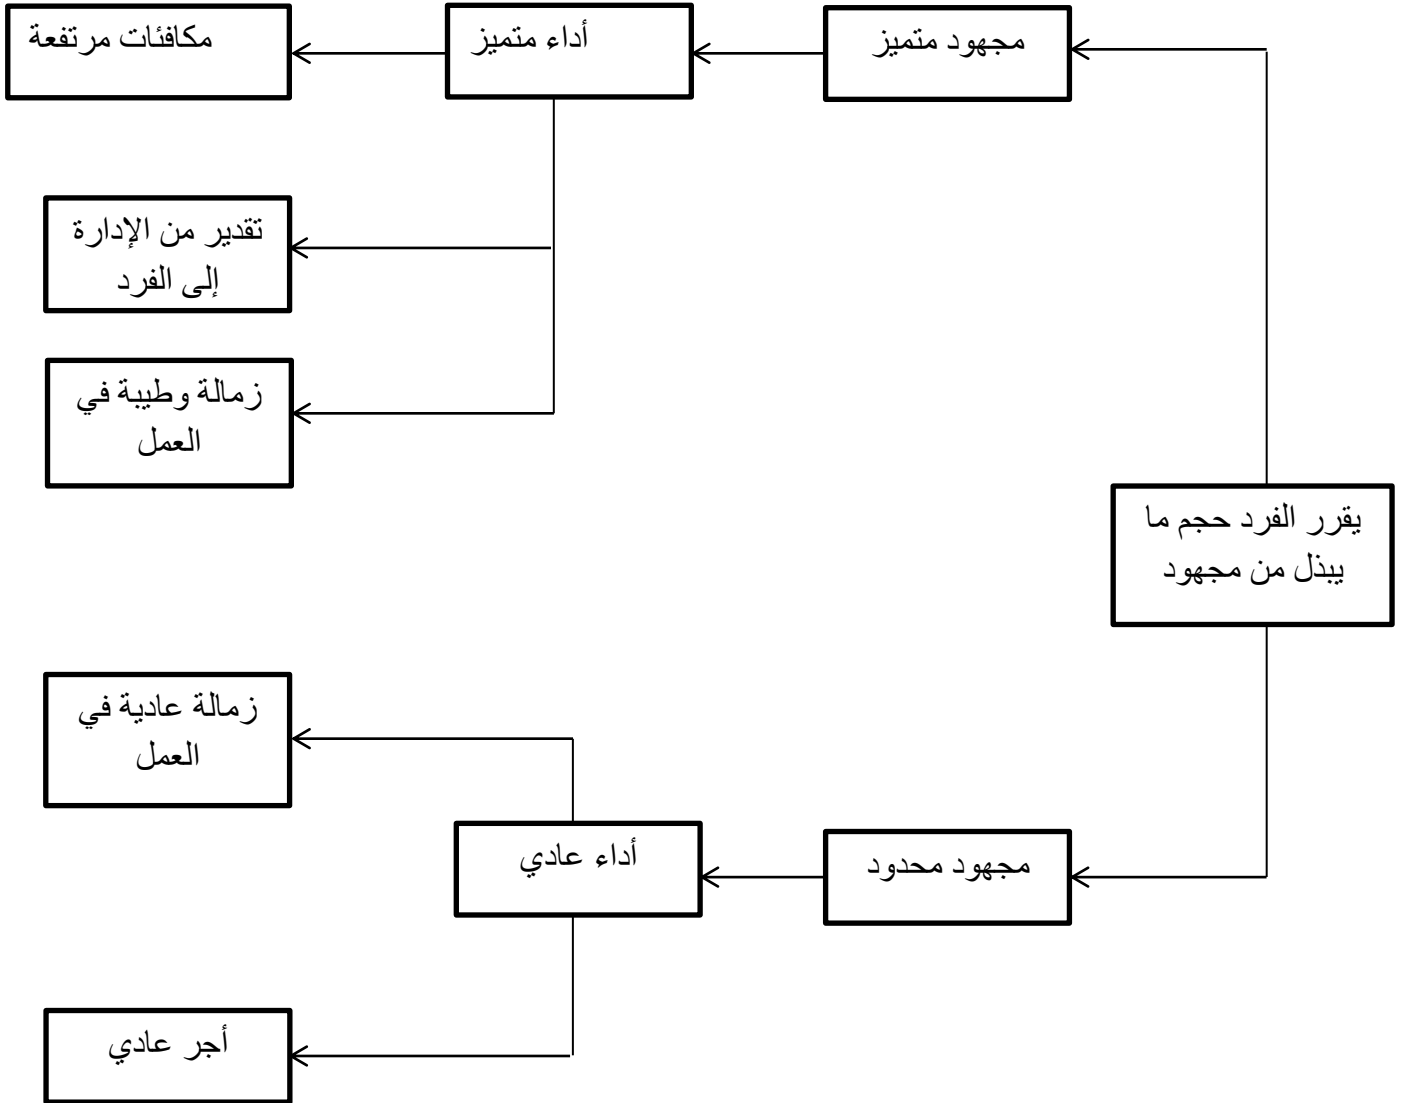 مجهود متميز
أداء متميز
مكافئات مرتفعة
تقدير من الإدارة
إلى الفرد
زمالة وطيبة في
العمل
يقرر الفرد حجم ما
يبذل من مجهود
زمالة عادية في
العمل
مجهود محدود
أداء عادي
أجر عادي